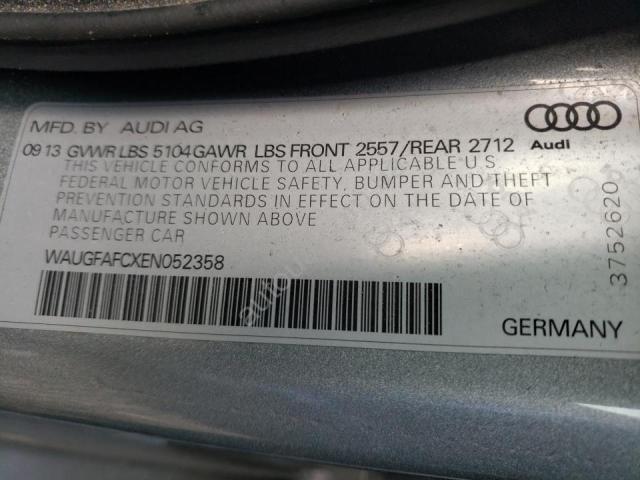 MFD. BY AUDI AG
09 13 GVWR LBS 5104 GAWR LBS FRONT 2557/REAR 2712
Audi
THIS VEHICLE CONFORMS TO ALL APPLICABLE U.S.
FEDERAL MOTOR VEHICLE SAFETY, BUMPER AND THEFT
PREVENTION STANDARDS IN EFFECT ON THE DATE OF
MANUFACTURE SHOWN ABOVE
PASSENGER CAR
WAUGFAFCXEN052358
3752620
GERMANY